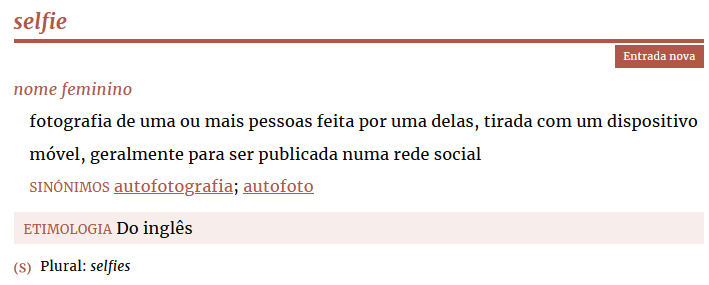 selfie
Entrada nova
nome feminino
fotografia de uma ou mais pessoas feita por uma delas, tirada com um dispositivo
móvel, geralmente para ser publicada numa rede social
SINÓNIMOS autofotografia; autofoto
ETIMOLOGIA Do inglês
(S) Plural: selfies